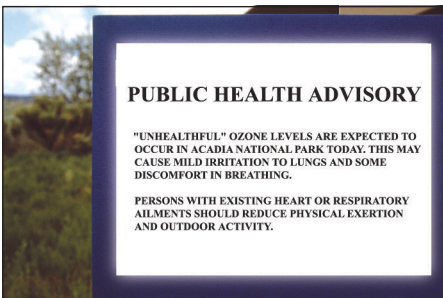 PUBLIC HEALTH ADVISORY
"UNHEALTHFUL" OZONE LEVELS ARE EXPECTED TO
OCCUR IN ACADIA NATIONAL PARK TODAY. THIS MAY
CAUSE MILD IRRITATION TO LUNGS AND SOME
DISCOMFORT IN BREATHING.
PERSONS WITH EXISTING HEART OR RESPIRATORY
AILMENTS SHOULD REDUCE PHYSICAL EXERTION
AND OUTDOOR ACTIVITY.